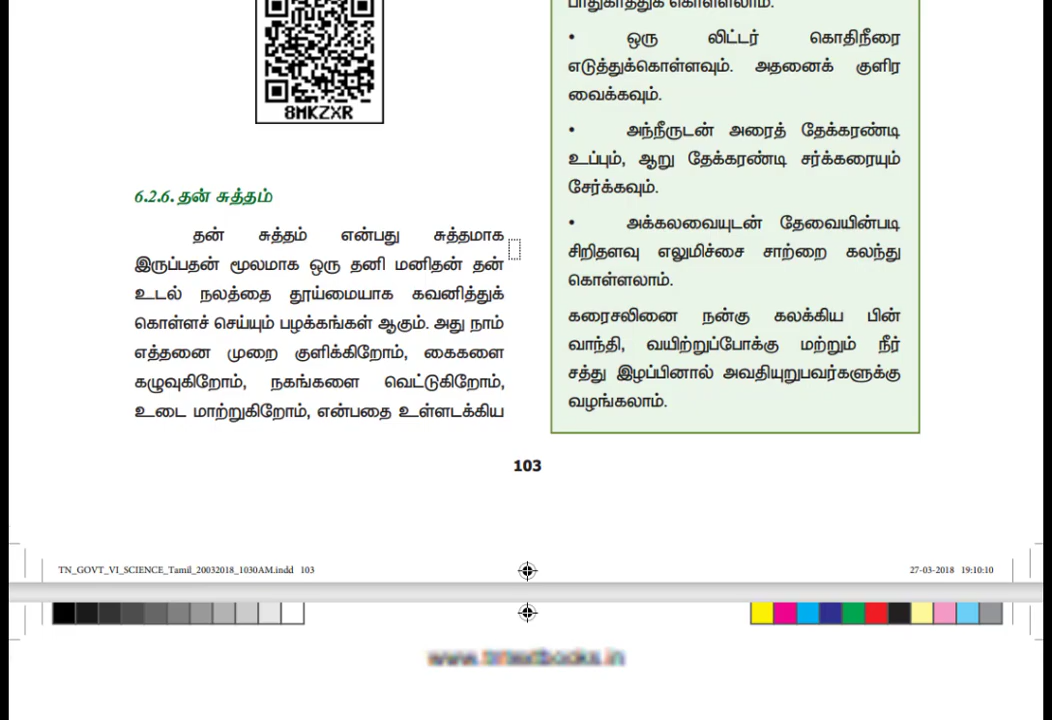 8MKZXR
6.2.6. தன் சுத்தம்
தன் சுத்தம் என்பது சுத்தமாக
இருப்பதன் மூலமாக ஒரு தனி மனிதன் தன்
உடல் நலத்தை தூய்மையாக கவனித்துக்
கொள்ளச் செய்யும் பழக்கங்கள் ஆகும். அது நாம்
எத்தனை முறை குளிக்கிறோம், கைகளை
கழுவுகிறோம், நகங்களை வெட்டுகிறோம்,
உடை மாற்றுகிறோம், என்பதை உள்ளடக்கிய
பாதுகாத்துக் கொள்ளலாம்.
• ஒரு லிட்டர் கொதிநீரை
எடுத்துக்கொள்ளவும். அதனைக் குளிர
வைக்கவும்.
• அந்நீருடன் அரைத் தேக்கரண்டி
உப்பும், ஆறு தேக்கரண்டி சர்க்கரையும்
சேர்க்கவும்.
• அக்கலவையுடன் தேவையின்படி
சிறிதளவு எலுமிச்சை சாற்றை கலந்து
கொள்ளலாம்.
கரைசலினை நன்கு கலக்கிய பின்
வாந்தி, வயிற்றுப்போக்கு மற்றும் நீர்
சத்து இழப்பினால் அவதியுறுபவர்களுக்கு
வழங்கலாம்.
103
TN_GOVT_VI_SCIENCE_Tamil_20032018_1030AM.indd 103
27-03-2018 19:10:10